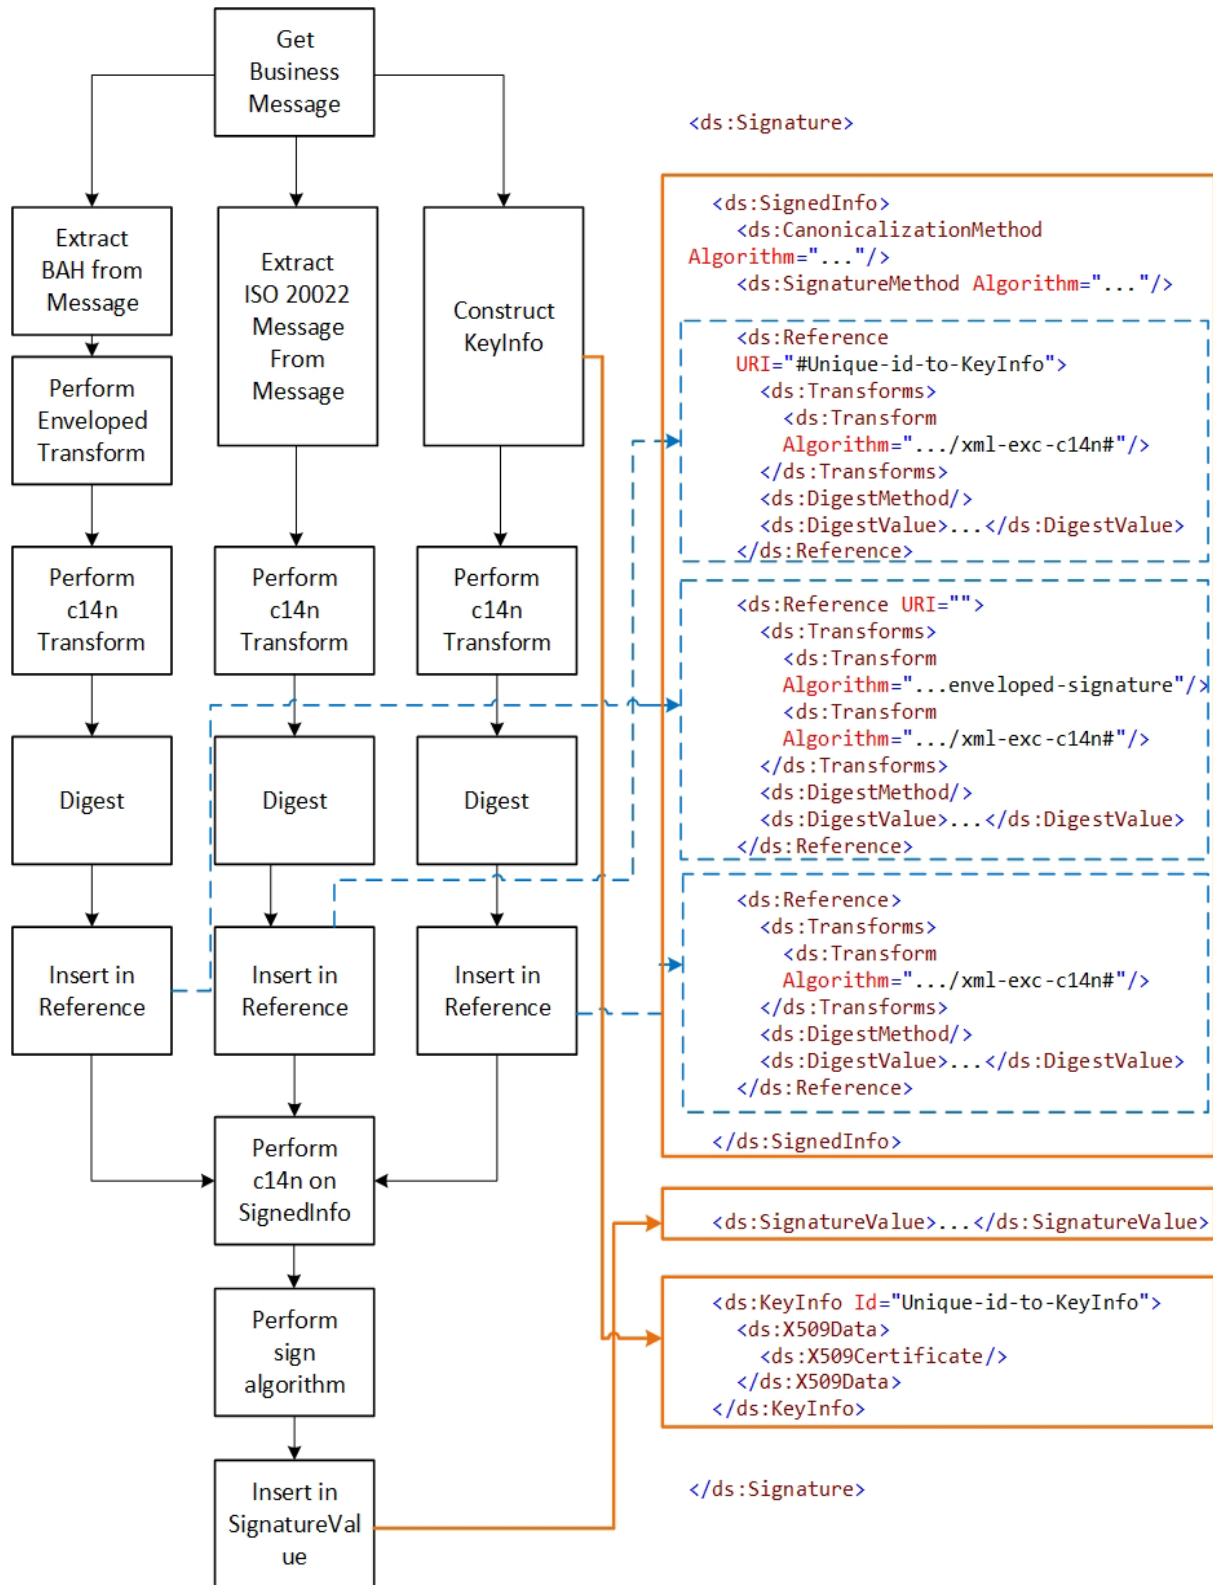 Get
Business
Message
Extract
BAH from
Message
Extract
ISO 20022
Message
From
Message
Construct
KeyInfo
Perform
Enveloped
Transform
Perform
c14n
Transform
Perform
c14n
Transform
Perform
c14n
Transform
Digest
Digest
Digest
Insert in
Reference
Insert in
Reference
Insert in
Reference
Perform
c14n on
SignedInfo
Perform
sign
algorithm
Insert in
SignatureVal
ue
<ds:Signature>
<ds:SignedInfo>
<ds:CanonicalizationMethod
Algorithm="..."/>
<ds:SignatureMethod Algorithm="..."/>
<ds:Reference
URI="#Unique-id-to-KeyInfo">
<ds:Transforms>
<ds:Transform
Algorithm=".../xml-exc-c14n#"/>
</ds:Transforms>
<ds:DigestMethod/>
<ds:DigestValue>...</ds:DigestValue>
</ds:Reference>
<ds:Reference URI="">
<ds:Transforms>
<ds:Transform
Algorithm="...enveloped-signature"/>
<ds:Transform
Algorithm=".../xml-exc-c14n#"/>
</ds:Transforms>
<ds:DigestMethod/>
<ds:DigestValue>...</ds:DigestValue>
</ds:Reference>
<ds:Reference>
<ds:Transforms>
<ds:Transform
Algorithm=".../xml-exc-c14n#"/>
</ds:Transforms>
<ds:DigestMethod/>
<ds:DigestValue>...</ds:DigestValue>
</ds:Reference>
</ds:SignedInfo>
<ds:SignatureValue>...</ds:SignatureValue>
<ds:KeyInfo Id="Unique-id-to-KeyInfo">
<ds:X509Data>
<ds:X509Certificate/>
</ds:X509Data>
</ds:KeyInfo>
</ds:Signature>